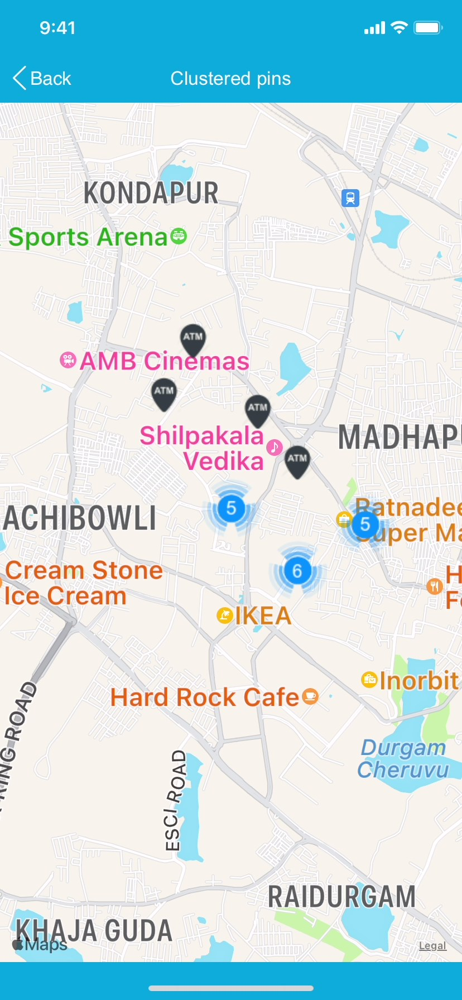 9:41
Back
Clustered pins
KONDAPUR
Sports Arena
ATM
AMB Cinemas
ATM
ATM
Shilpakala
Vedika
MADHAPU
ATM
5
ACHIBOWLI
Ratnadee
5
Super Ma
6
Cream Stone
Ice Cream
H
Fo
IKEA
Inorbit
Hard Rock Cafe
RING ROAD
Durgam
Cheruvu
ESCI ROAD
RAIDURGAM
KHAJA GUDA
Maps
Legal